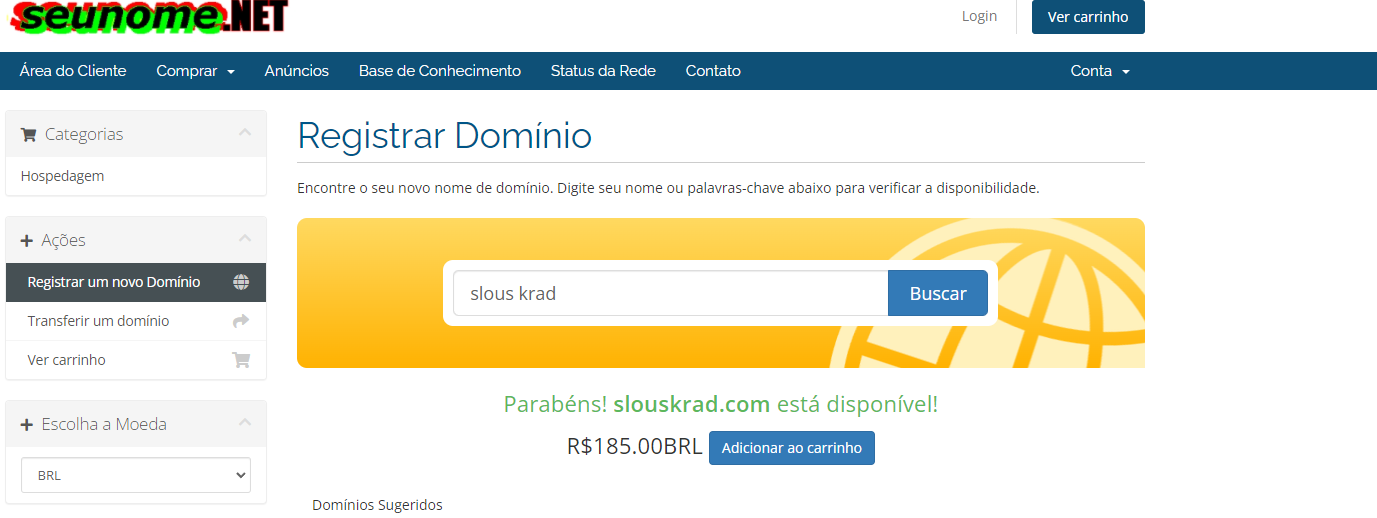 seunome.NET
Login
Ver carrinho
Área do Cliente Comprar Anúncios Base de Conhecimento Status da Rede Contato Conta
Categorias
Hospedagem
Ações
Registrar um novo Domínio
Transferir um domínio
Ver carrinho
Escolha a Moeda
BRL
Registrar Domínio
Encontre o seu novo nome de domínio. Digite seu nome ou palavras-chave abaixo para verificar a disponibilidade.
slous krad Buscar
Parabéns! slouskrad.com está disponível!
R$185.00BRL Adicionar ao carrinho
Domínios Sugeridos